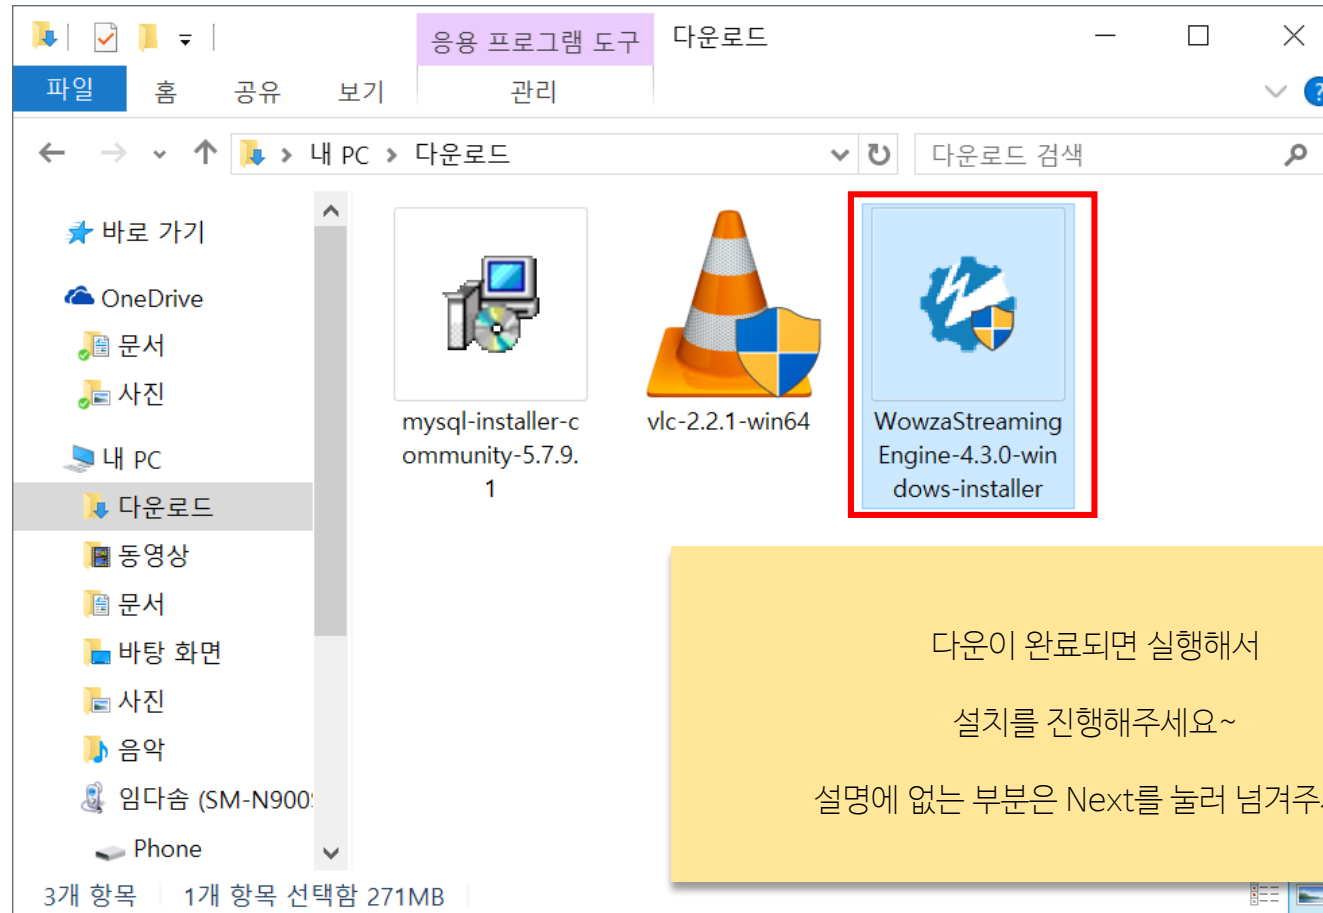 응용 프로그램 도구
다운로드
파일
홈
공유
보기
관리
내 PC
다운로드
다운로드 검색
바로 가기
OneDrive
문서
사진
내 PC
다운로드
동영상
문서
바탕 화면
사진
음악
임다솜 (SM-N900
Phone
mysql-installer-c
ommunity-5.7.9.
1
vlc-2.2.1-win64
WowzaStreaming
Engine-4.3.0-win
dows-installer
다운이 완료되면 실행해서
설치를 진행해주세요~
설명에 없는 부분은 Next를 눌러 넘겨주
3개 항목
1개 항목 선택함 271MB